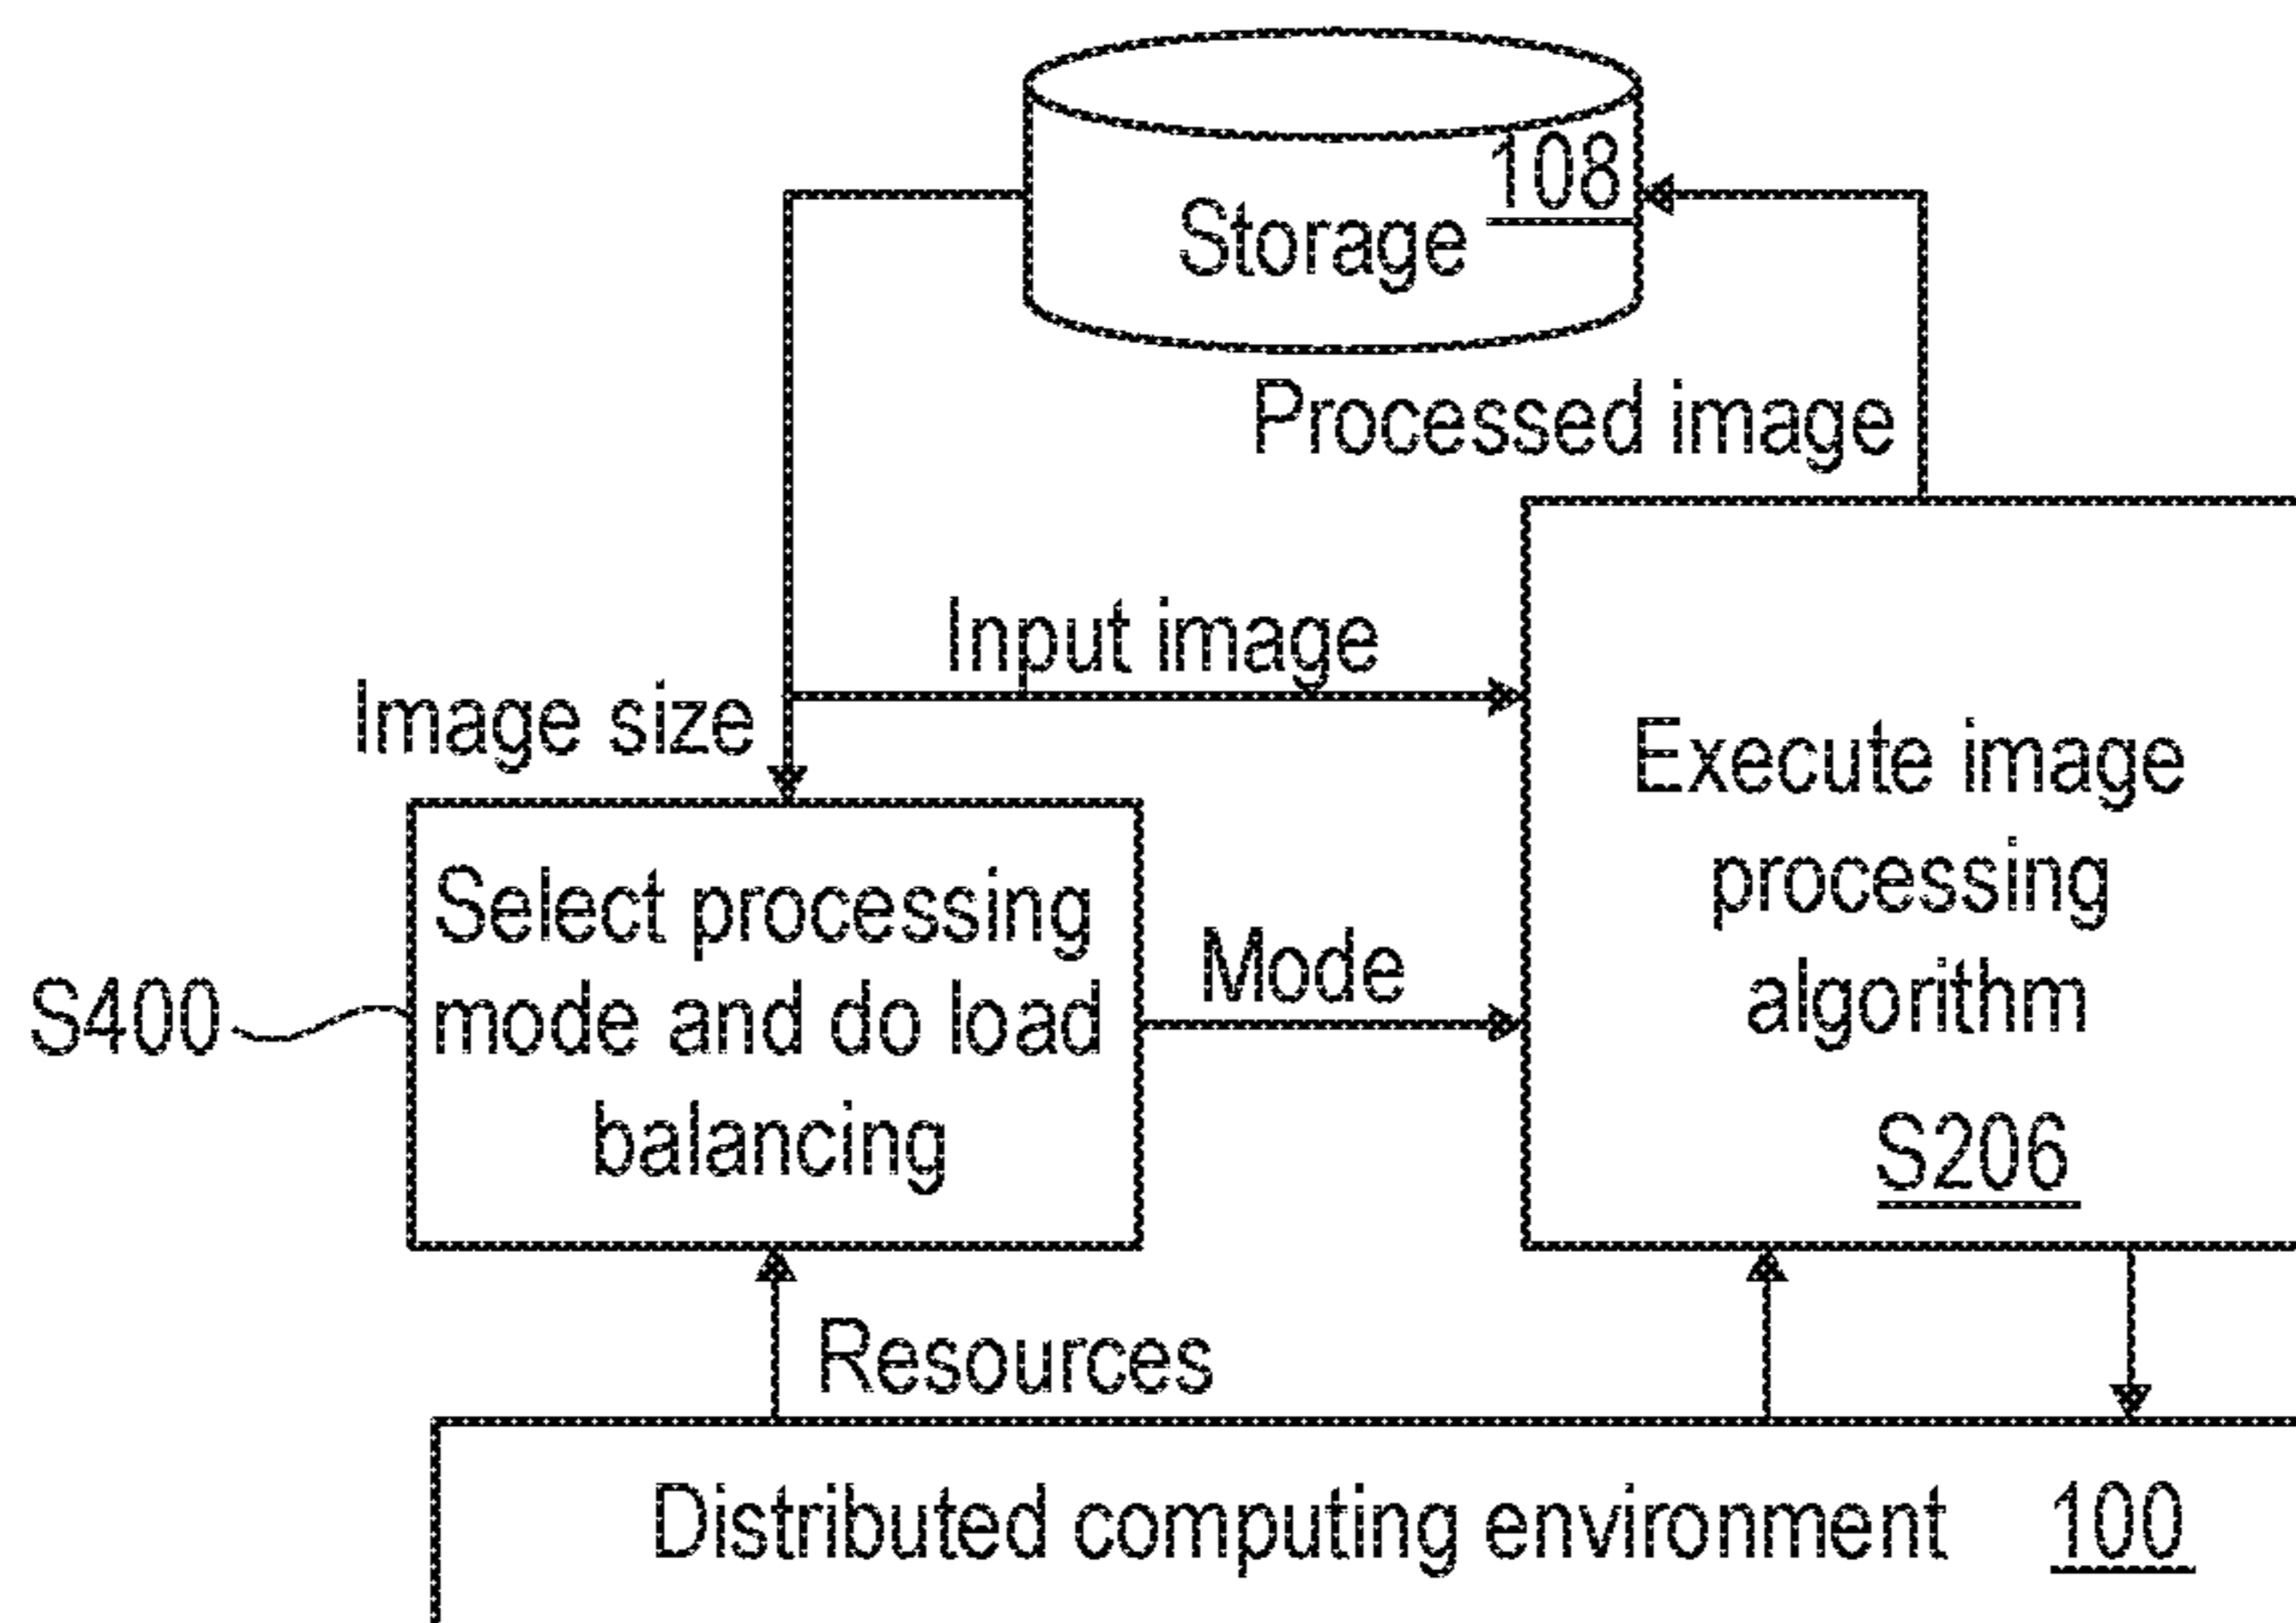 108
Storage
Processed image
Input image
Image size
Execute image
processing
algorithm
S206
Select processing
mode and do load
balancing
S400
Mode
Resources
Distributed computing environment 100